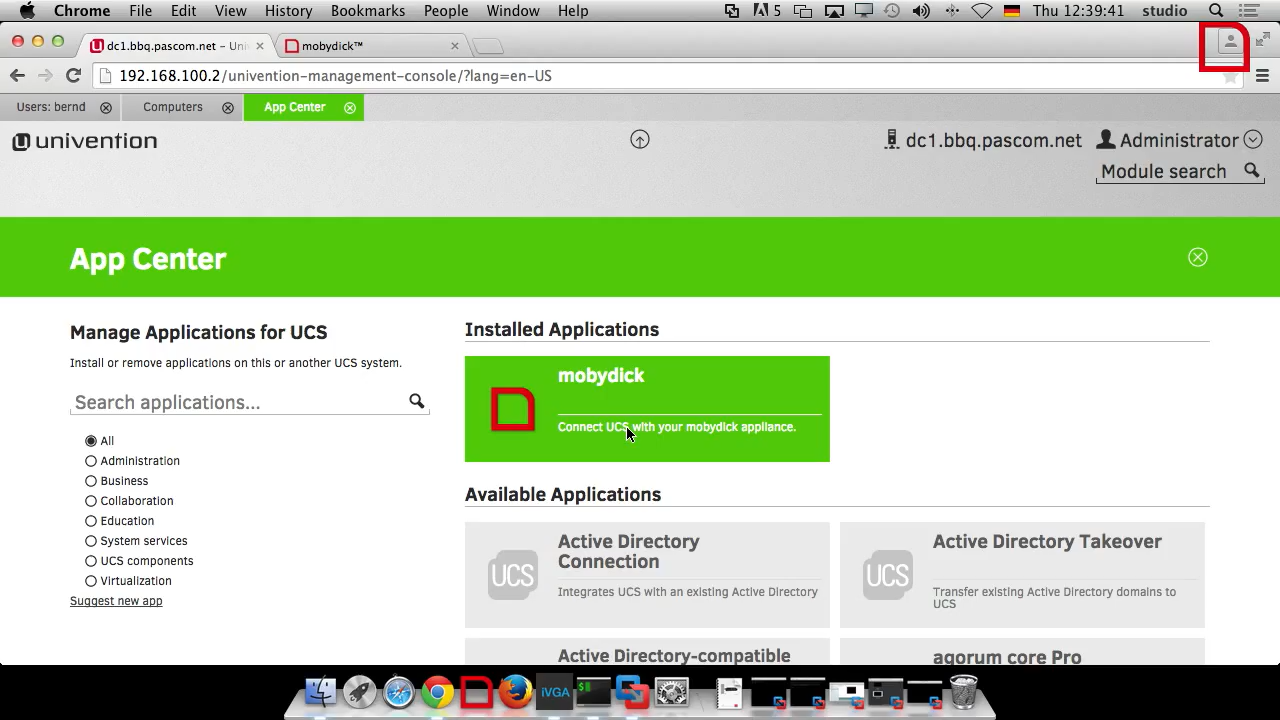 Chrome File Edit View History Bookmarks People Window Help
5
Thu 12:39:41 studio
dc1.bbq.pascom.net – Uni
mobydick™
192.168.100.2/univention-management-console/?lang=en-US
Users: bernd
Computers
App Center
univention
dc1.bbq.pascom.net
Administrator
Module search
App Center
Manage Applications for UCS
Install or remove applications on this or another UCS system.
Search applications...
All
Administration
Business
Collaboration
Education
System services
UCS components
Virtualization
Suggest new app
Installed Applications
mobydick
Connect UCS with your mobydick appliance.
Available Applications
UCS
Active Directory
Connection
Integrates UCS with an existing Active Directory
UCS
Active Directory Takeover
Transfer existing Active Directory domains to
UCS
Active Directory-compatible
agorum core Pro
iVGA